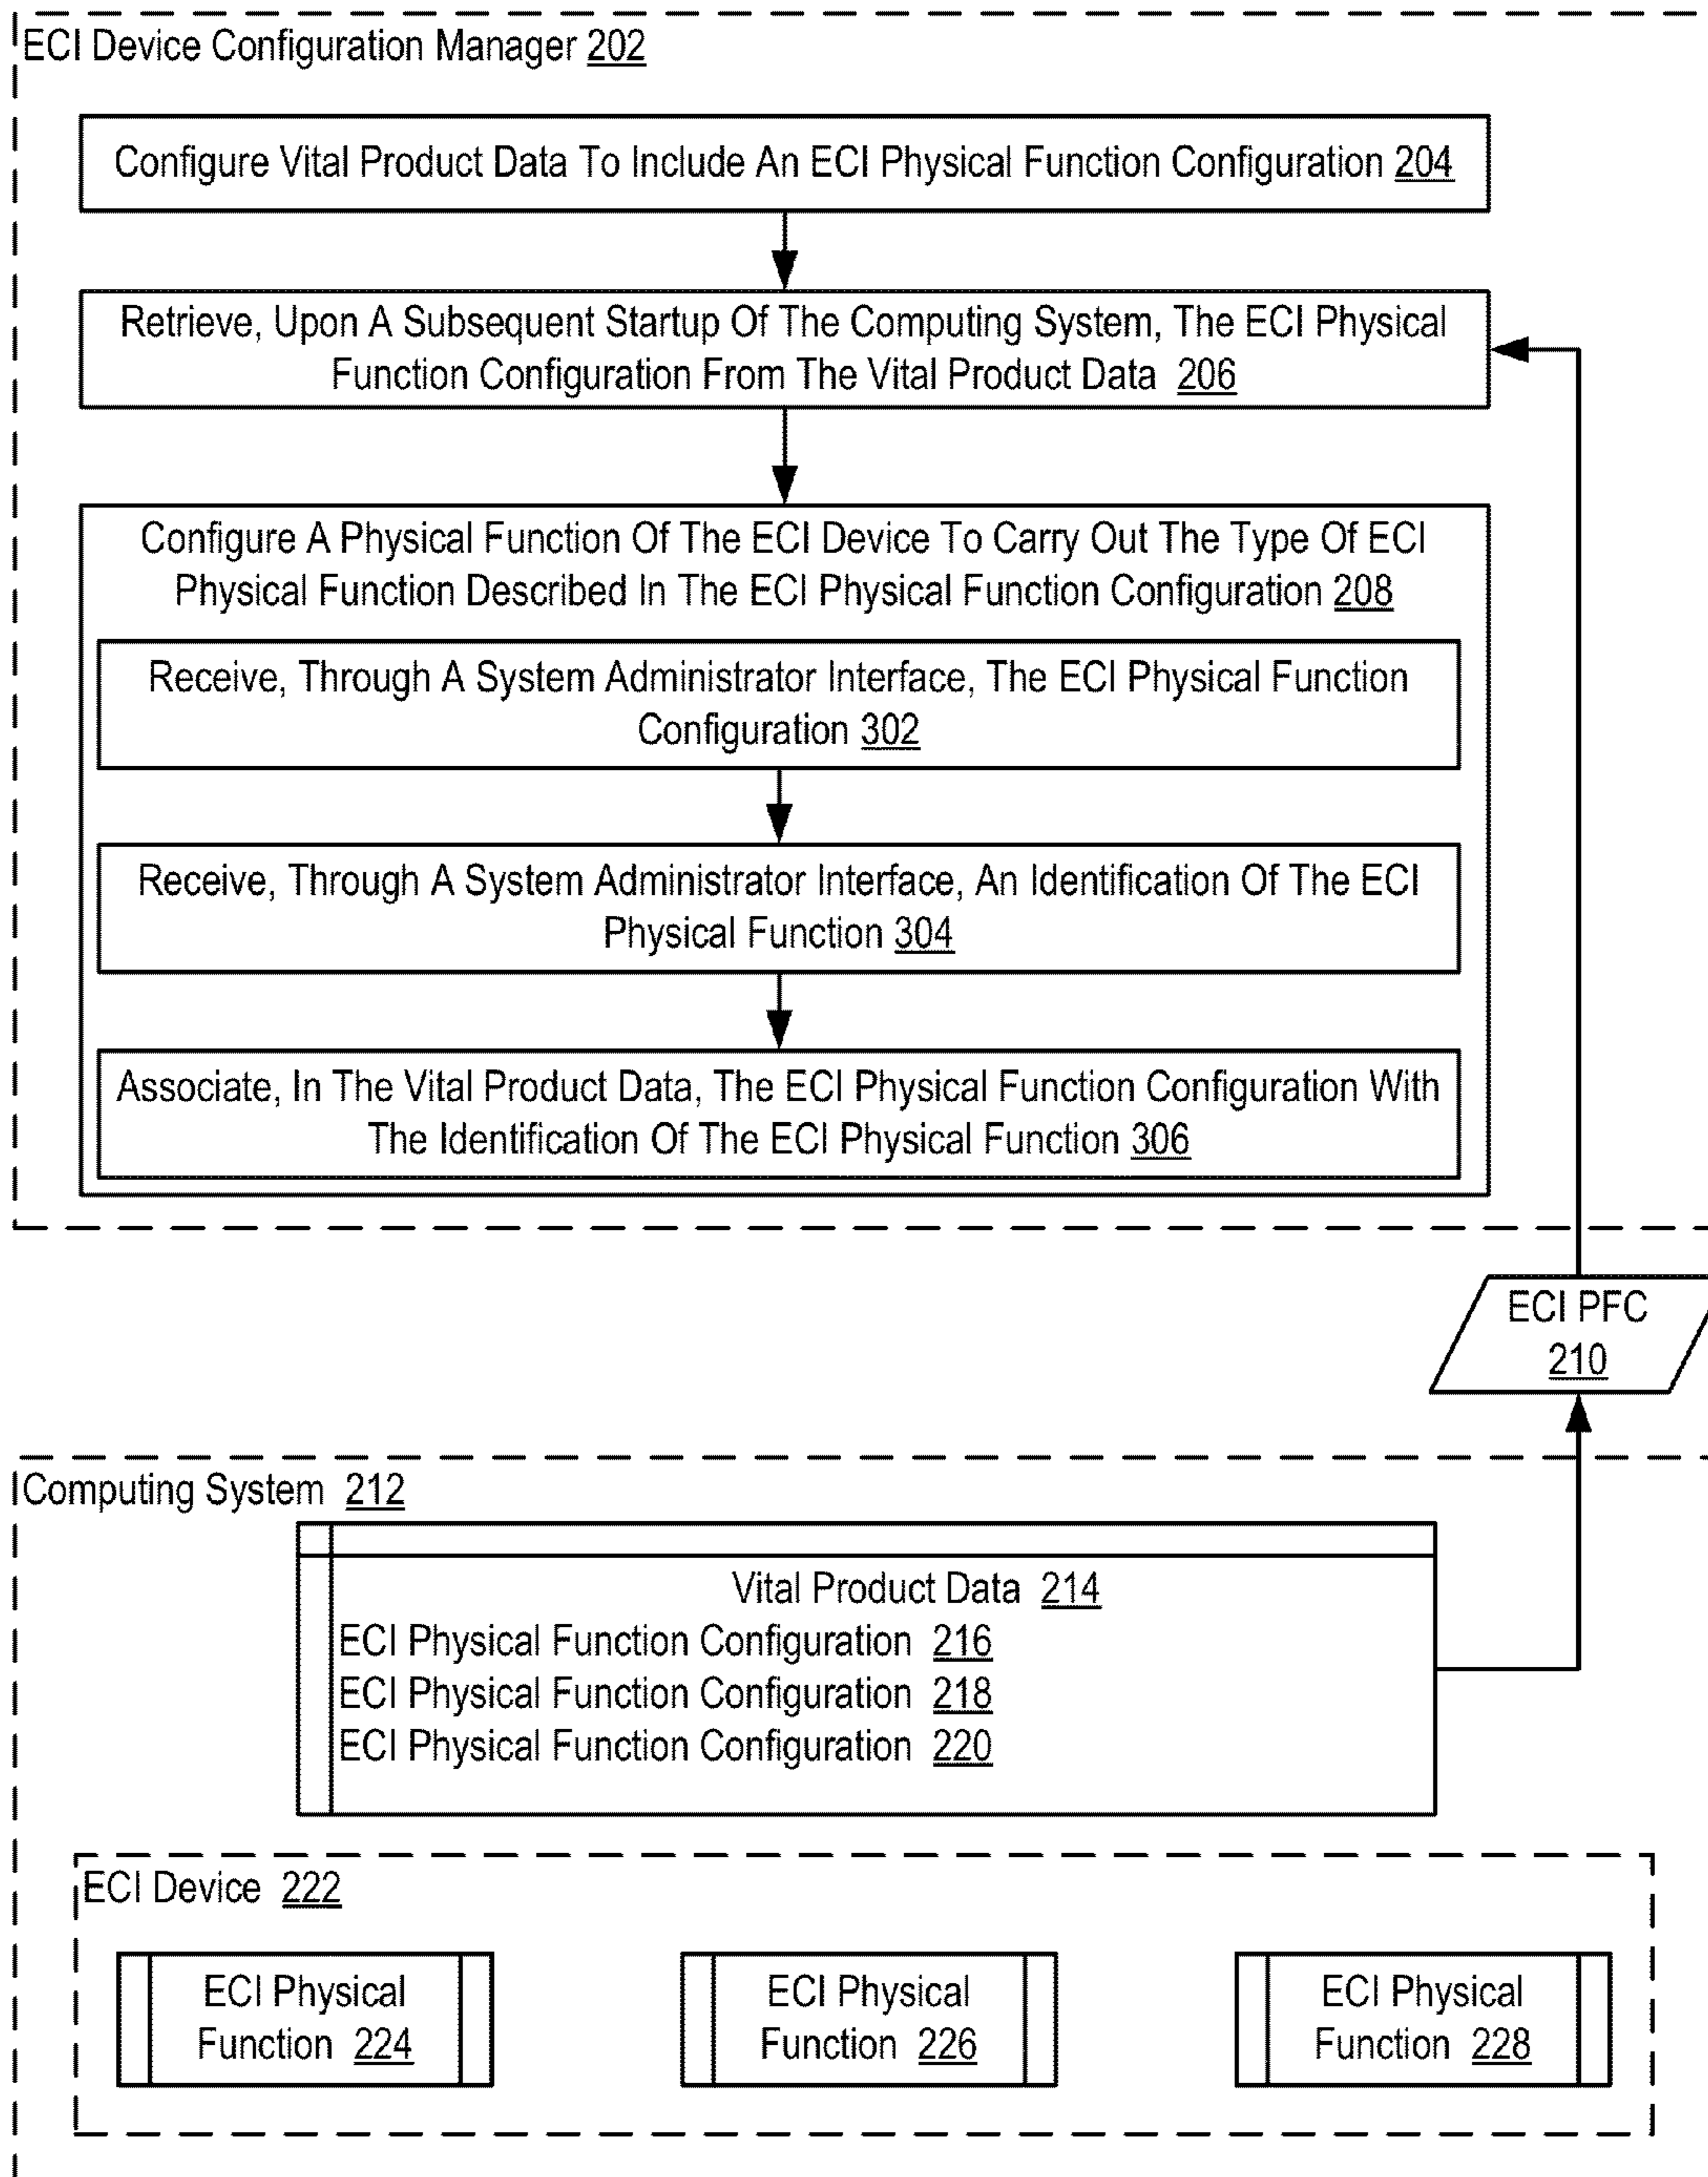 ECI Device Configuration Manager 202
Configure Vital Product Data To Include An ECI Physical Function Configuration 204
Retrieve, Upon A Subsequent Startup Of The Computing System, The ECI Physical
Function Configuration From The Vital Product Data 206
Configure A Physical Function Of The ECI Device To Carry Out The Type Of ECI
Physical Function Described In The ECI Physical Function Configuration 208
Receive, Through A System Administrator Interface, The ECI Physical Function
Configuration 302
Receive, Through A System Administrator Interface, An Identification Of The ECI
Physical Function 304
Associate, In The Vital Product Data, The ECI Physical Function Configuration With
The Identification Of The ECI Physical Function 306
ECI PFC
210
Computing System 212
Vital Product Data 214
ECI Physical Function Configuration 216
ECI Physical Function Configuration 218
ECI Physical Function Configuration 220
ECI Device 222
ECI Physical
Function 224
ECI Physical
Function 226
ECI Physical
Function 228